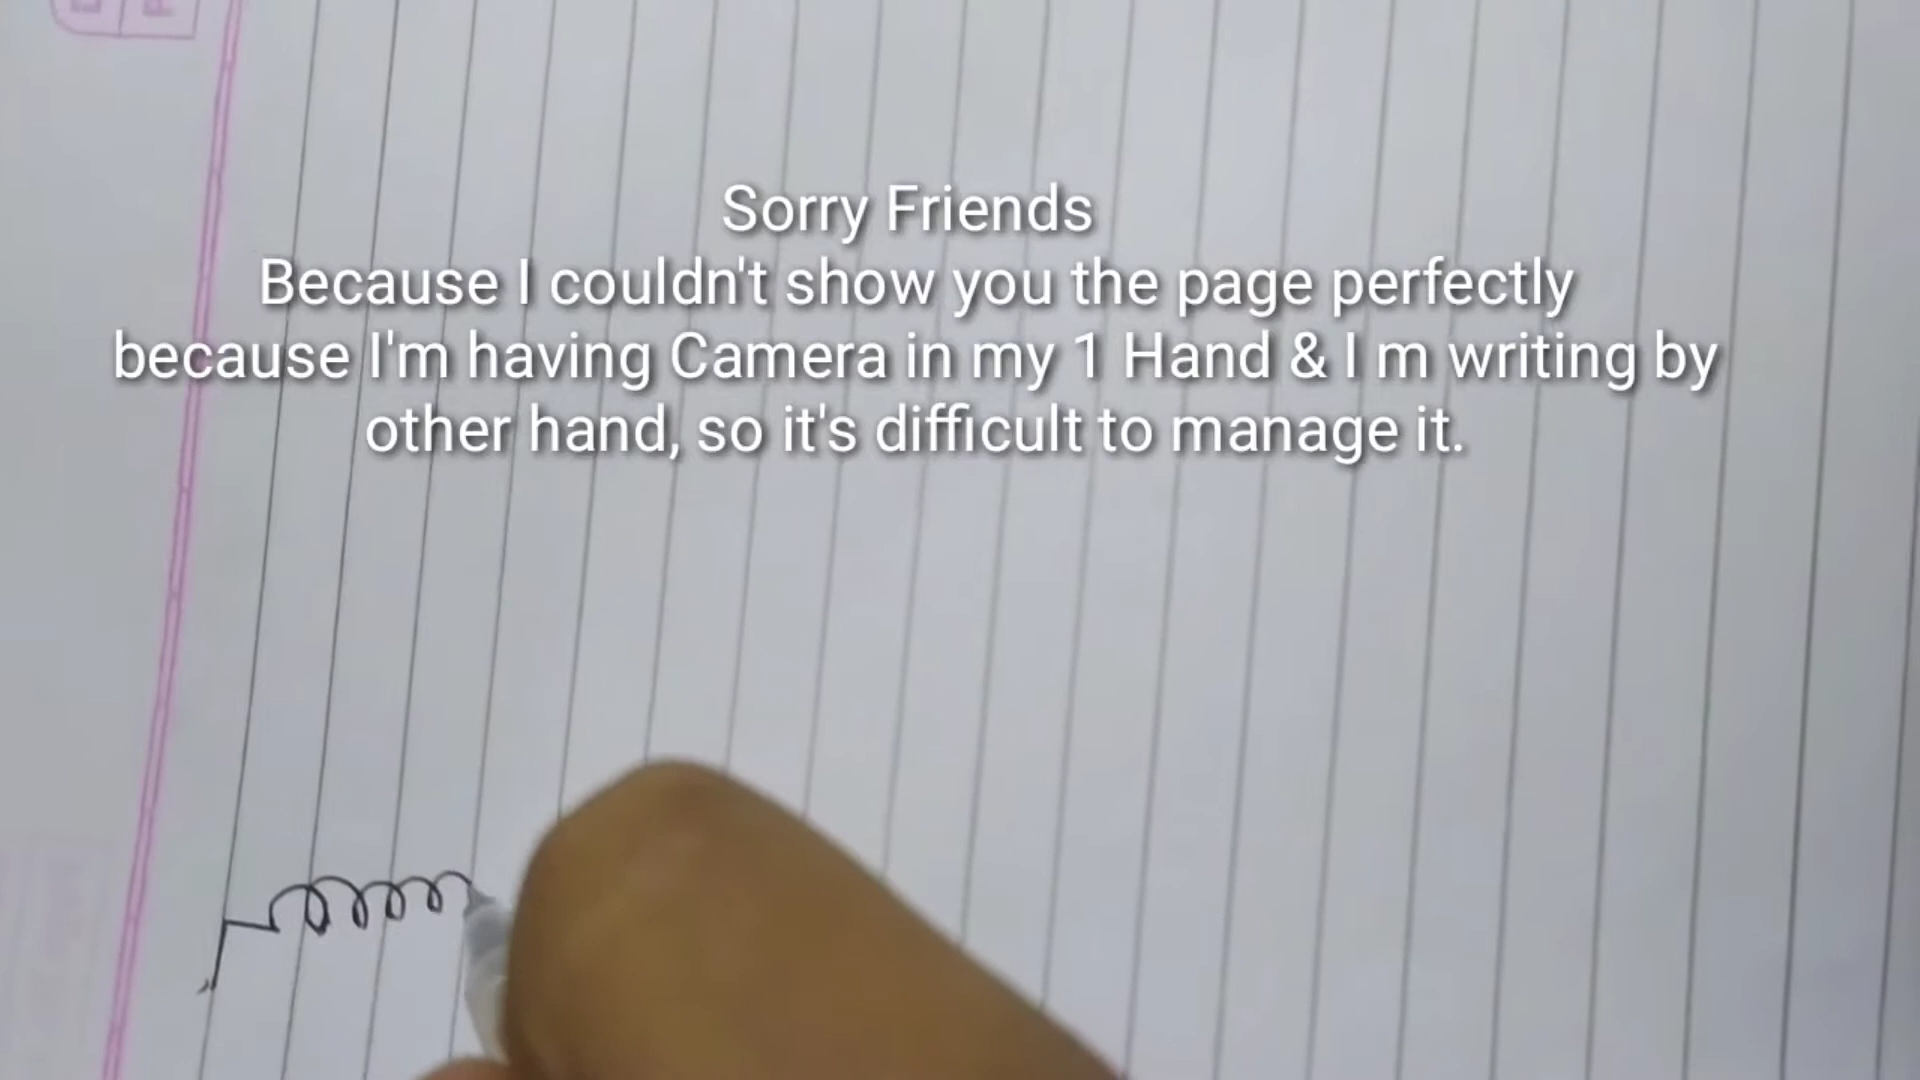 Sorry Friends
Because I couldn't show you the page perfectly
because I'm having Camera in my 1 Hand & I m writing by
other hand, so it's difficult to manage it.